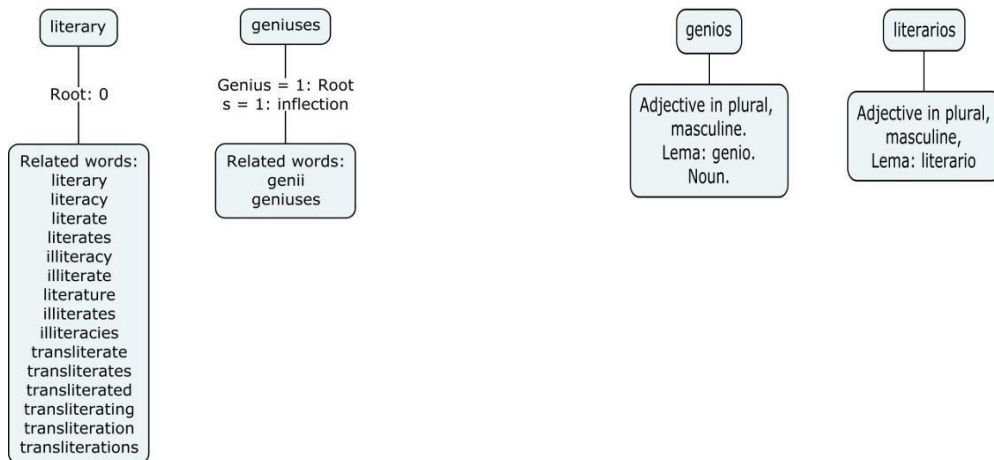 literary
Root: 0
Related words:
literary
literacy
literate
literates
illiteracy
illiterate
literature
illiterates
illiteracies
transliterate
transliterates
transliterated
transliterating
transliteration
transliterations
geniuses
Genius = 1: Root
s = 1: inflection
Related words:
genii
geniuses
genios
Adjective in plural,
masculine.
Lema: genio.
Noun.
literarios
Adjective in plural,
masculine,
Lema: literario